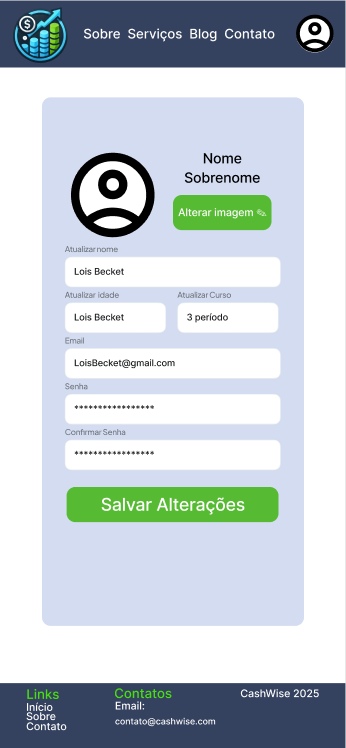 $
Sobre Serviços Blog Contato
Nome
Sobrenome
Alterar imagem ✎
Atualizar nome
Lois Becket
Atualizar idade Atualizar Curso
Lois Becket 3 período
Email
LoisBecket@gmail.com
Senha
*****************
Confirmar Senha
*****************
Salvar Alterações
Links
Início
Sobre
Contato
Contatos
Email:
contato@cashwise.com
CashWise 2025